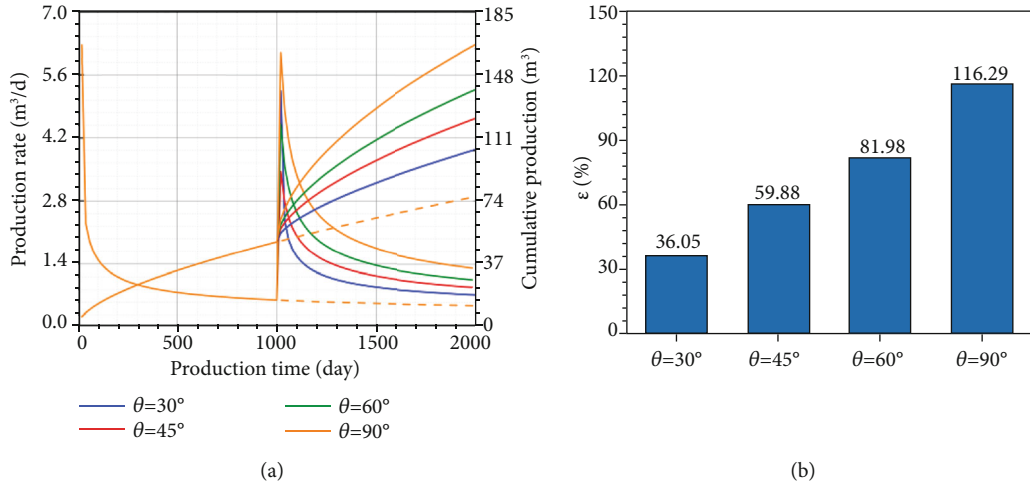 7.0
5.6
4.2
2.8
1.4
0.0
Production rate (m³/d)
185
148
111
74
37
0
Cumulative production (m³)
0 500 1000 1500 2000
Production time (day)
θ=30° θ=60°
θ=45° θ=90°
(a)
150
120
90
60
30
0
ε (%)
36.05
59.88
81.98
116.29
θ=30° θ=45° θ=60° θ=90°
(b)